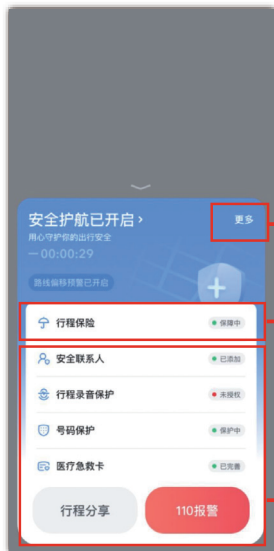 安全护航已开启 >
更多
用心守护你的出行安全
— 00:00:29
路线偏移预警已开启
行程保险
保障中
安全联系人
已添加
行程录音保护
未授权
号码保护
保护中
医疗急救卡
已完善
行程分享
110报警